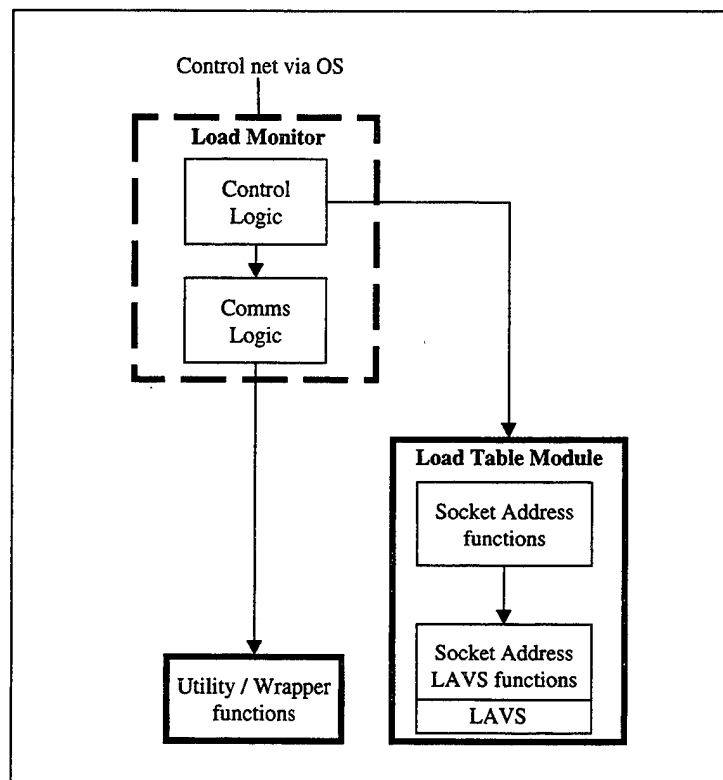 Control net via OS
Load Monitor
Control
Logic
Comms
Logic
Load Table Module
Socket Address
functions
Socket Address
LAVS functions
LAVS
Utility / Wrapper
functions